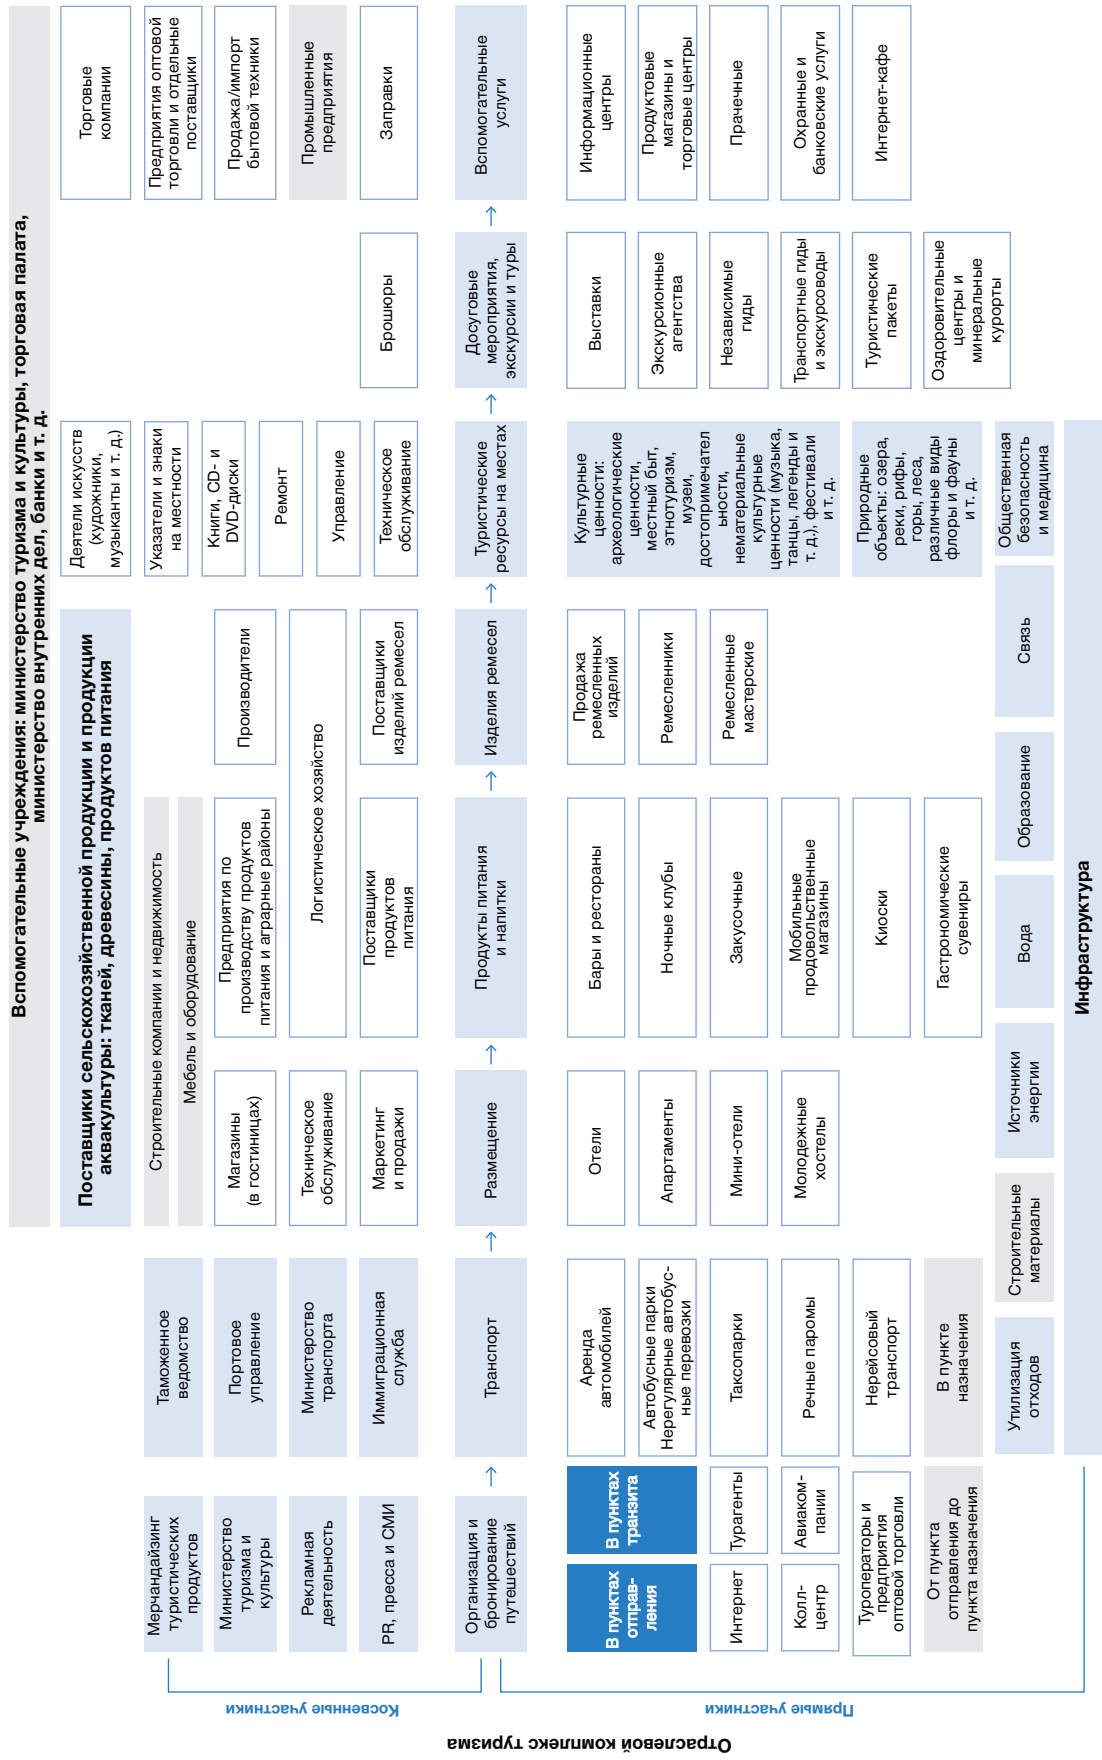 Отраслевой комплекс туризма
Косвенные участники
Прямые участники
Вспомогательные учреждения: министерство туризма и культуры, торговая палата,
министерство внутренних дел, банки и т. д.
Поставщики сельскохозяйственной продукции и продукции
аквакультуры: тканей, древесины, продуктов питания
Деятели искусств
(художники,
музыканты и т. д.)
Торговые
компании
Мерчандайзинг
туристических
продуктов
Таможенное
ведомство
Строительные компании и недвижимость
Мебель и оборудование
Указатели и знаки
на местности
Предприятия оптовой
торговли и отдельные
поставщики
Министерство
туризма и
культуры
Портовое
управление
Магазины
(в гостиницах)
Предприятия по
производству продуктов
питания и аграрные районы
Производители
Книги, CD- и
DVD-диски
Продажа/импорт
бытовой техники
Рекламная
деятельность
Министерство
транспорта
Техническое
обслуживание
Логистическое хозяйство
Ремонт
Управление
Промышленные
предприятия
PR, пресса и СМИ
Иммиграционная
служба
Маркетинг
и продажи
Поставщики
продуктов
питания
Поставщики
изделий ремесел
Техническое
обслуживание
Брошюры
Заправки
Организация и
бронирование
путешествий
Транспорт
Размещение
Продукты питания
и напитки
Изделия ремесел
Туристические
ресурсы на местах
Досуговые
мероприятия,
экскурсии и туры
Вспомогательные
услуги
В пунктах
отправ-
ления
В пунктах
транзита
Аренда
автомобилей
Отели
Бары и рестораны
Продажа
ремесленных
изделий
Культурные
ценности:
археологические
ценности,
местный быт,
этнотуризм,
музеи,
достопримечател
ьности,
нематериальные
культурные
ценности (музыка,
танцы, легенды и
т. д.), фестивали
и т. д.
Выставки
Информационные
центры
Автобусные парки
Нерегулярные автобус-
ные перевозки
Апартаменты
Ночные клубы
Ремесленники
Экскурсионные
агентства
Продуктовые
магазины и
торговые центры
Интернет
Турагенты
Таксопарки
Мини-отели
Закусочные
Ремесленные
мастерские
Независимые
гиды
Прачечные
Колл-
центр
Авиаком-
пании
Речные паромы
Молодежные
хостелы
Мобильные
продовольственные
магазины
Транспортные гиды
и экскурсоводы
Охранные и
банковские услуги
Туроператоры и
предприятия
оптовой торговли
Нерейсовый
транспорт
Киоски
Природные
объекты: озера,
реки, рифы,
горы, леса,
различные виды
флоры и фауны
и т. д.
Туристические
пакеты
Интернет-кафе
От пункта
отправления до
пункта назначения
В пункте
назначения
Гастрономические
сувениры
Оздоровительные
центры и
минеральные
курорты
Утилизация
отходов
Строительные
материалы
Источники
энергии
Вода
Образование
Связь
Общественная
безопасность
и медицина
Инфраструктура